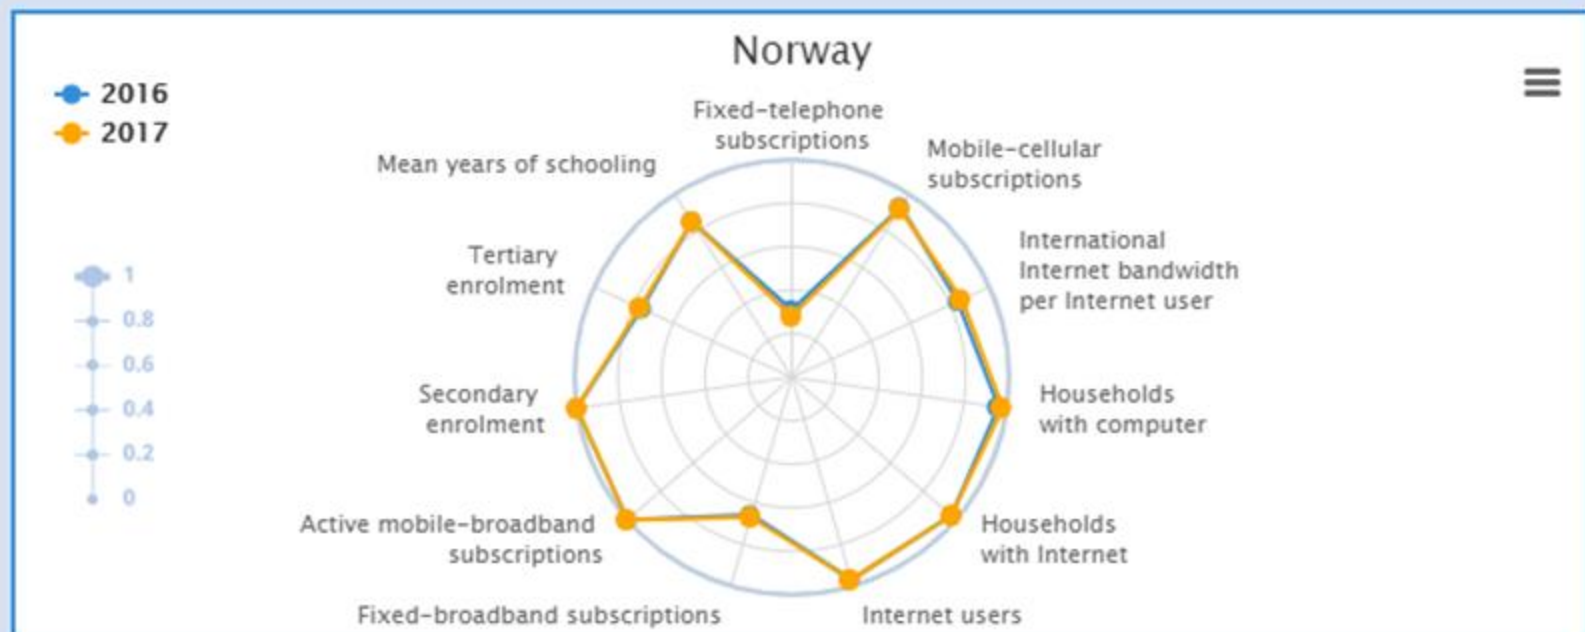 Norway
2016
2017
Fixed-telephone
subscriptions
Mobile-cellular
subscriptions
International
Internet bandwidth
per Internet user
Households
with computer
Households
with Internet
Internet users
Fixed-broadband subscriptions
Active mobile-broadband
subscriptions
Secondary
enrolment
Tertiary
enrolment
Mean years of schooling
1
0.8
0.6
0.4
0.2
0